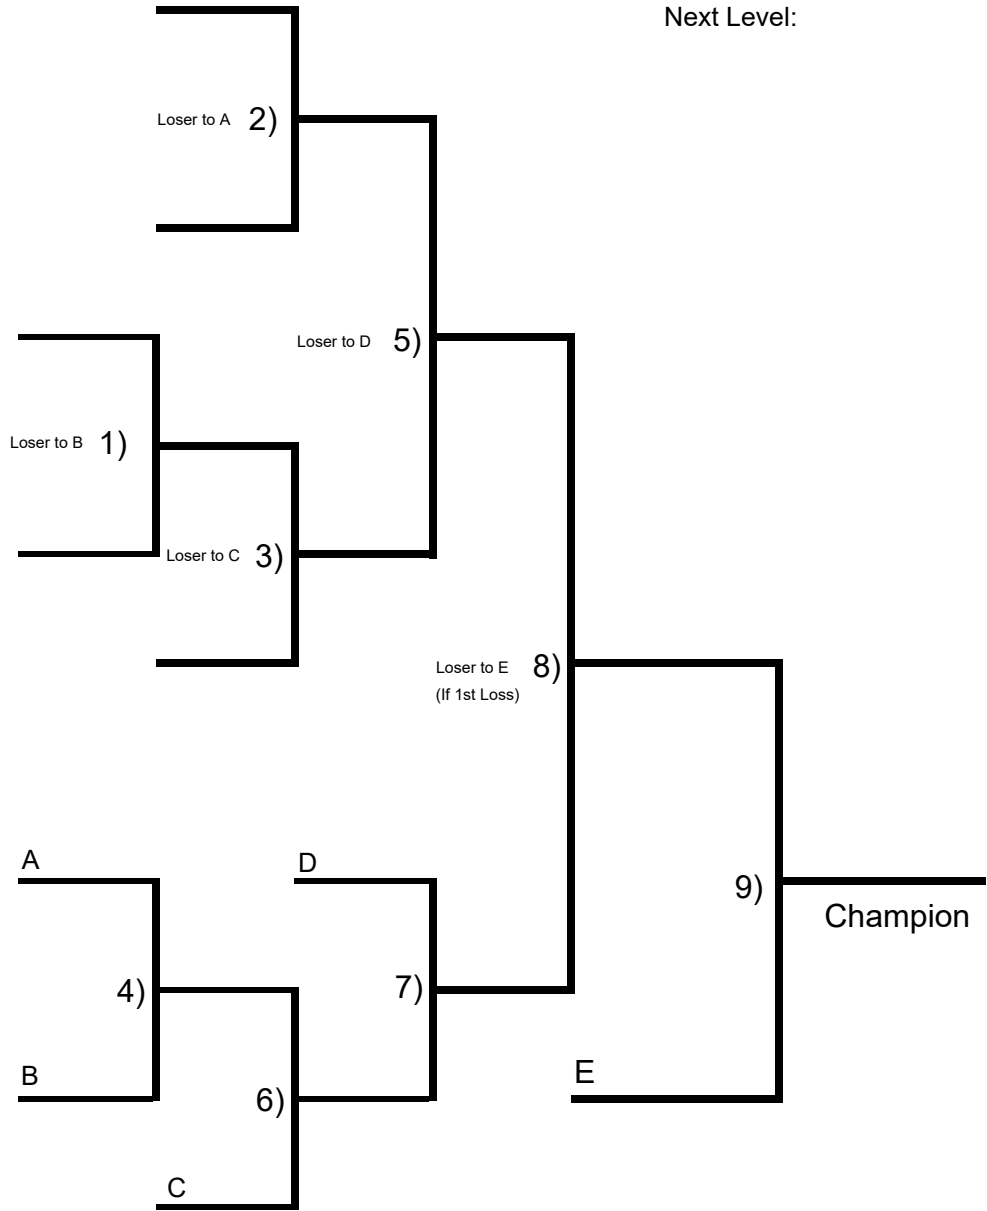 Next Level:
Loser to A 2)
Loser to D 5)
Loser to B 1)
Loser to C 3)
Loser to E 8)
(If 1st Loss)
A
D
9)
Champion
4)
7)
B
E
6)
C